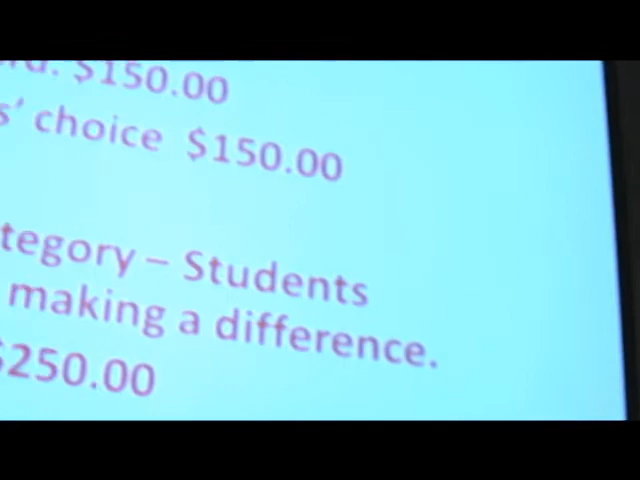 $150.00
s’ choice $150.00
tegory – Students
making a difference.
$250.00